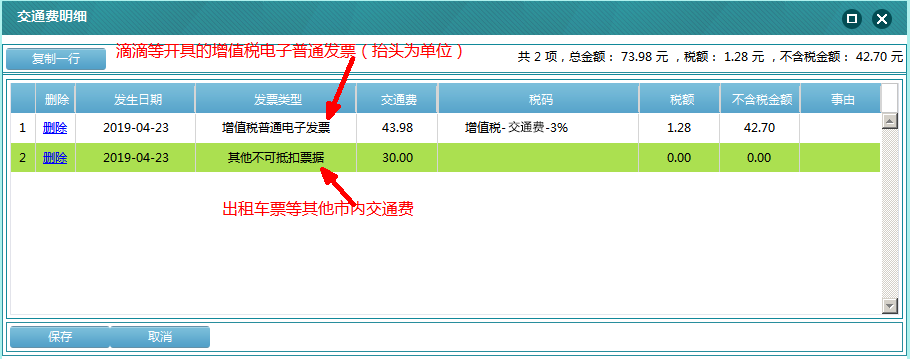 交通费明细
复制一行
滴滴等开具的增值税电子普通发票（抬头为单位）
共 2 项，总金额： 73.98 元 ，税额： 1.28 元 ，不含税金额： 42.70 元
删除 发生日期 发票类型 交通费 税码 税额 不含税金额 事由
1 删除 2019-04-23 增值税普通电子发票 43.98 增值税- 交通费-3% 1.28 42.70
2 删除 2019-04-23 其他不可抵扣票据 30.00 0.00 0.00
出租车票等其他市内交通费
保存 取消